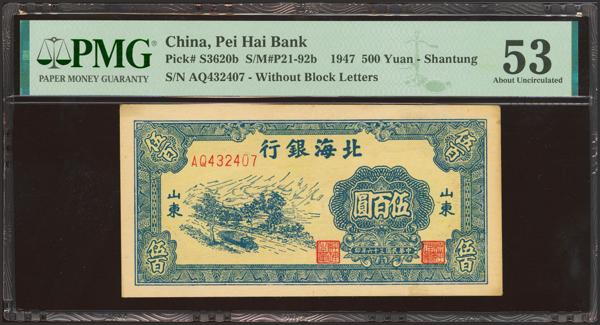 PMG
PAPER MONEY GUARANTY
China, Pei Hai Bank
Pick# S3620b S/M#P21-92b 1947 500 Yuan - Shantung
S/N AQ432407 - Without Block Letters
53
About Uncirculated
伍百
伍百
行銀海北
AQ432407
山東
圓百伍
山東
伍百
伍百